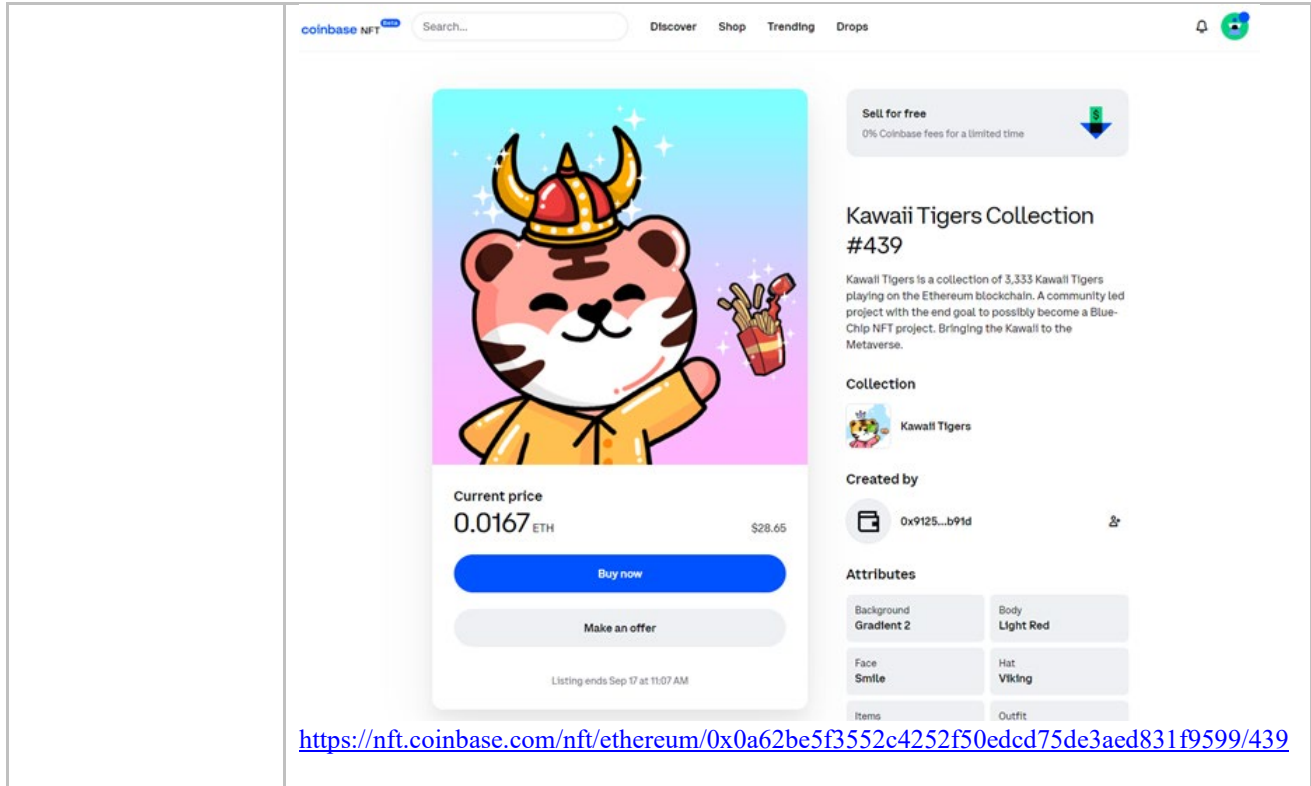 coinbase NFT Beta
Search...
Discover Shop Trending Drops
Sell for free
0% Coinbase fees for a limited time
$
Kawaii Tigers Collection
#439
Kawaii Tigers is a collection of 3,333 Kawaii Tigers
playing on the Ethereum blockchain. A community led
project with the end goal to possibly become a Blue-
Chip NFT project. Bringing the Kawaii to the
Metaverse.
Collection
Kawaii Tigers
Created by
0x9125...b91d
Attributes
Background
Gradient 2
Body
Light Red
Face
Smile
Hat
Viking
Items
Outfit
Current price
0.0167 ETH
$28.65
Buy now
Make an offer
Listing ends Sep 17 at 11:07 AM
https://nft.coinbase.com/nft/ethereum/0x0a62be5f3552c4252f50edcd75de3aed831f9599/439